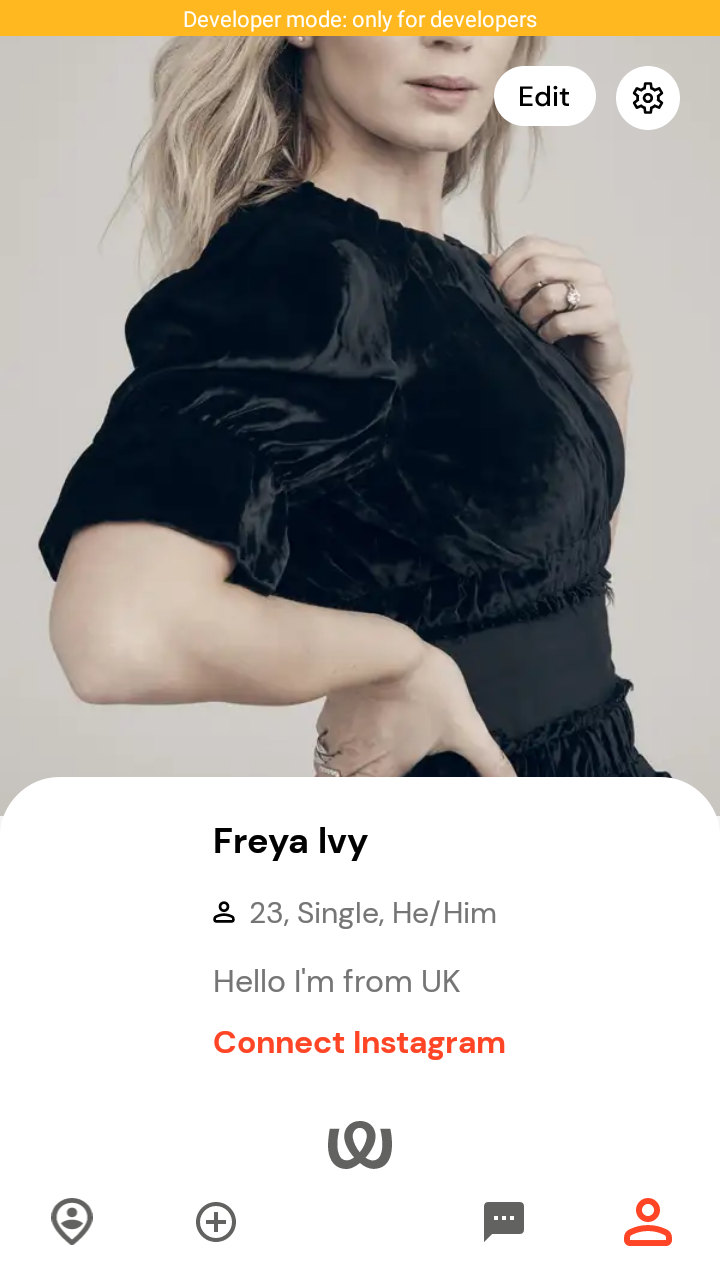 Developer mode: only for developers
Edit
Freya Ivy
23, Single, He/Him
Hello I'm from UK
Connect Instagram